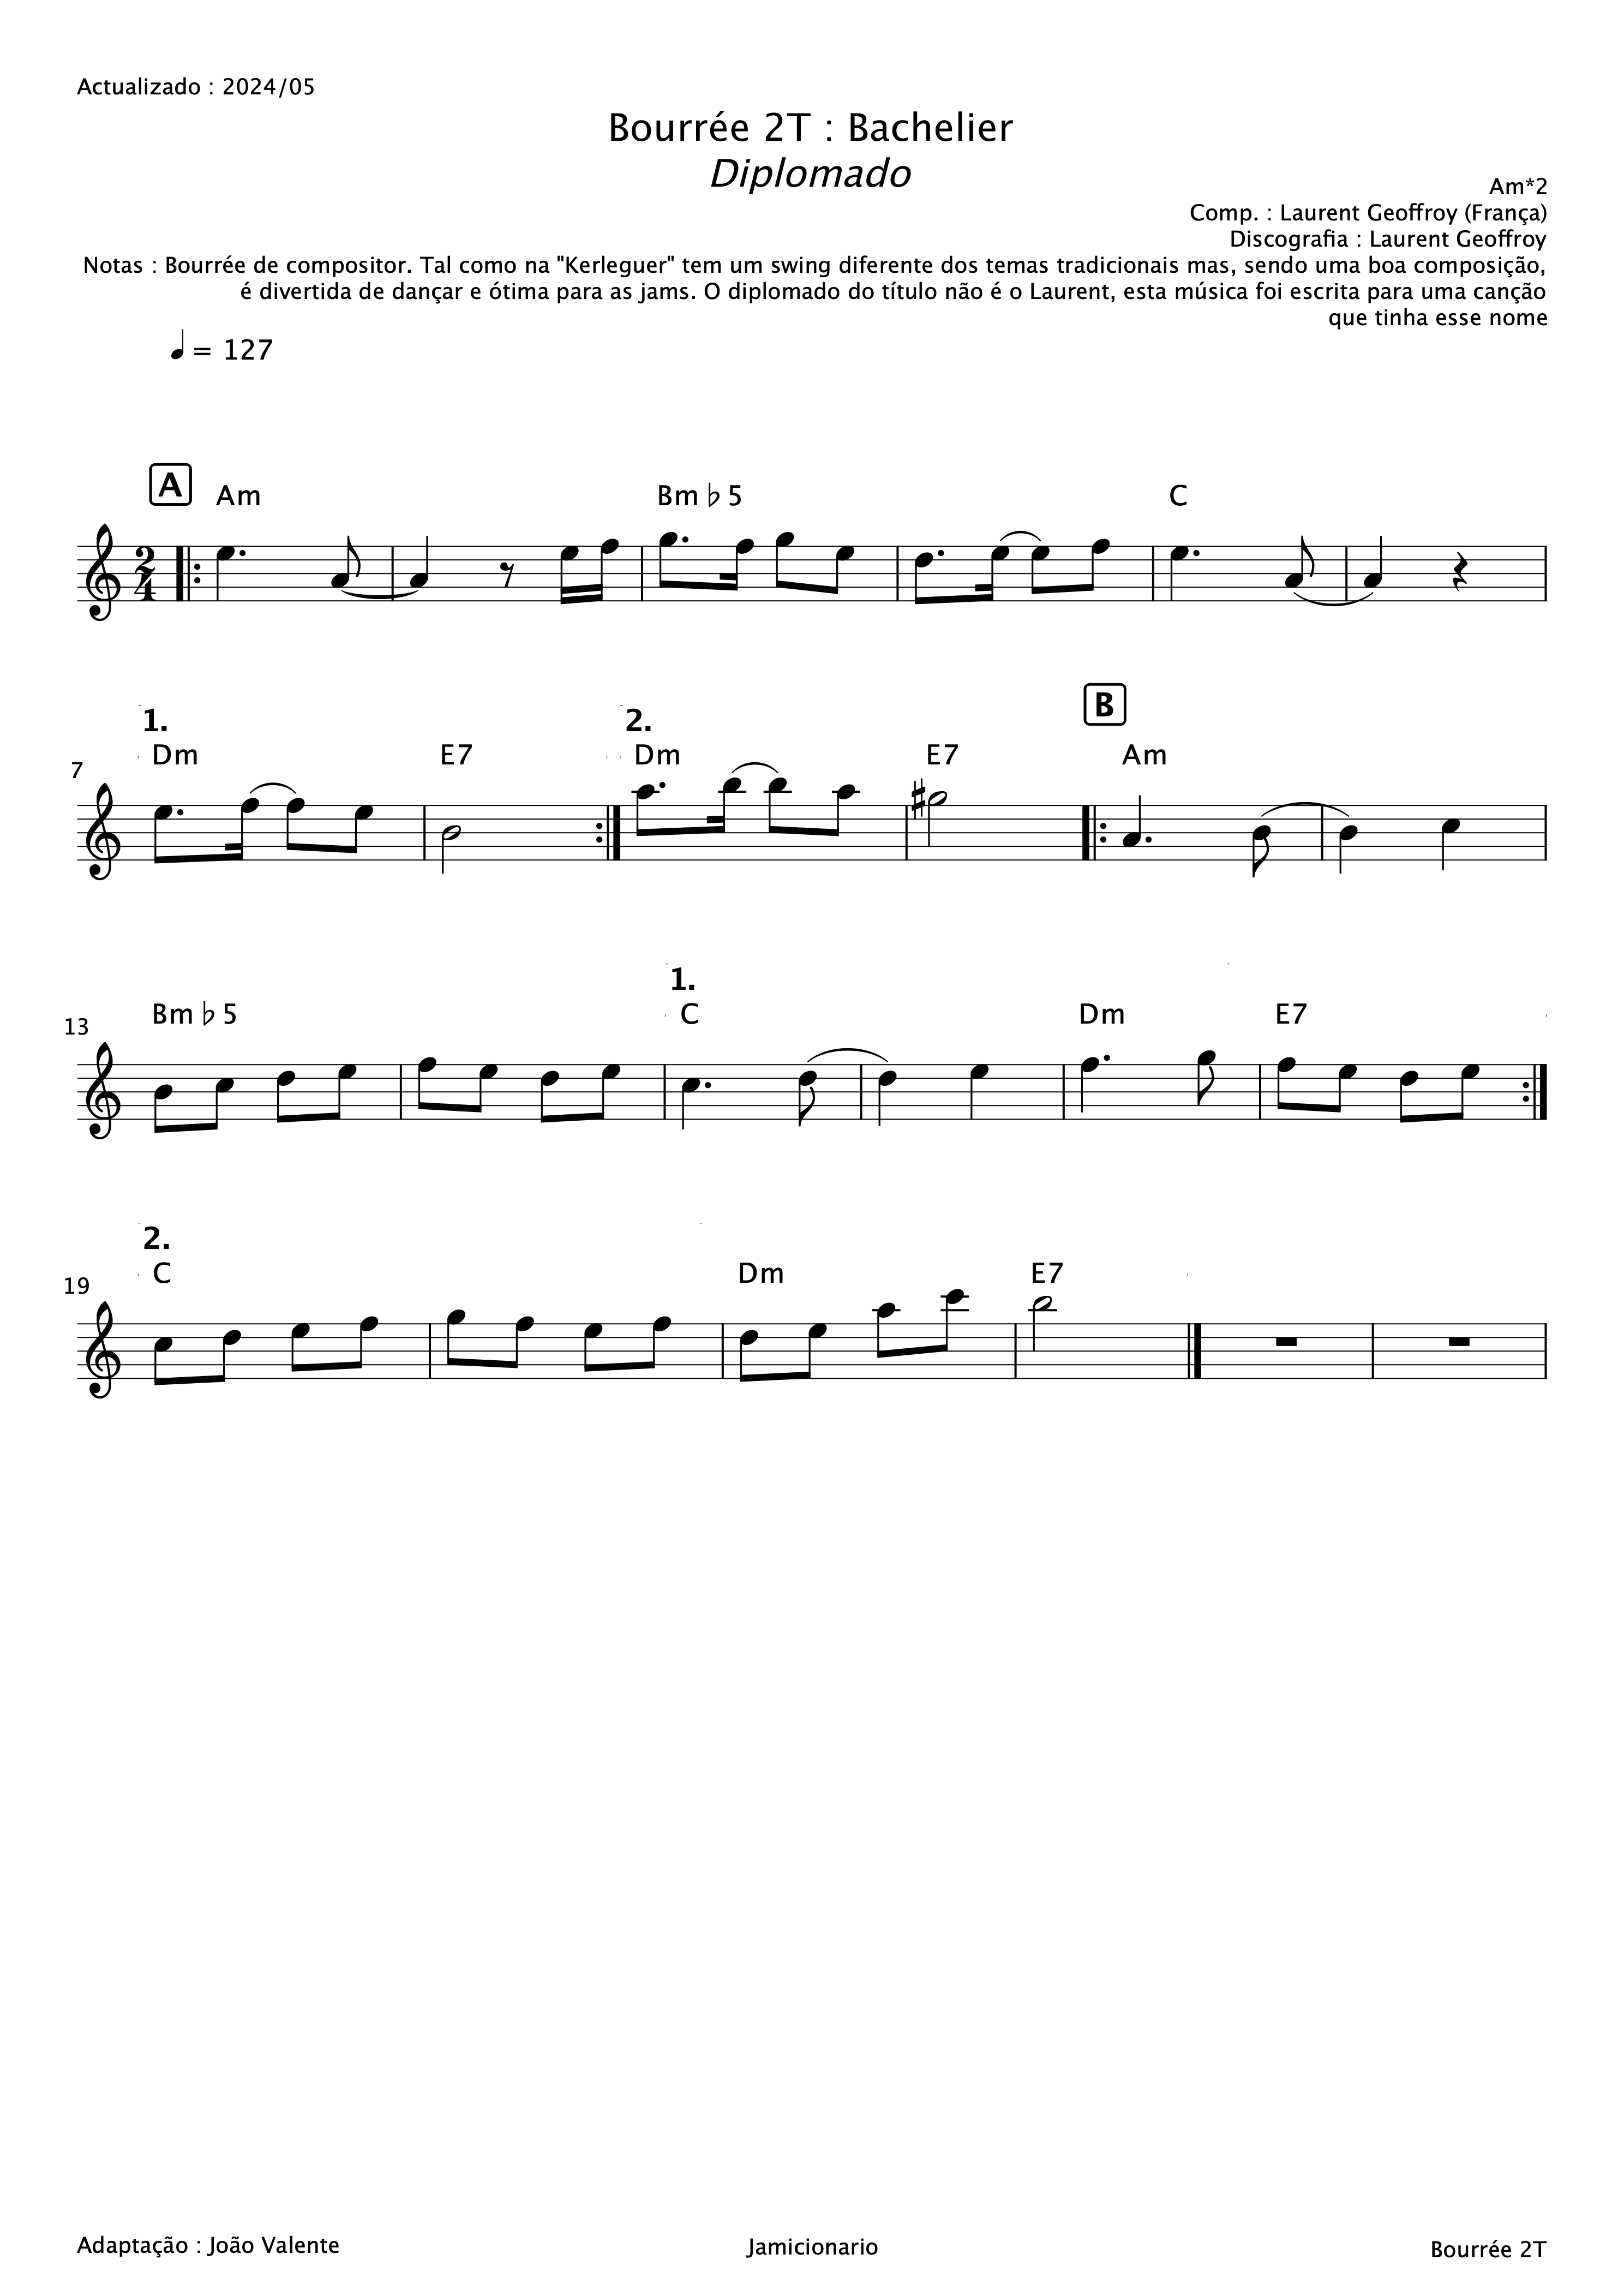 Actualizado : 2024/05
Bourrée 2T : Bachelier
Diplomado
Am*2
Comp. : Laurent Geoffroy (França)
Discografia : Laurent Geoffroy
Notas : Bourrée de compositor. Tal como na "Kerleguer" tem um swing diferente dos temas tradicionais mas, sendo uma boa composição,
é divertida de dançar e ótima para as jams. O diplomado do título não é o Laurent, esta música foi escrita para uma canção
que tinha esse nome
= 127
A Am Bm♭5 C
2
4
B
1. 2.
7 Dm E7 Dm E7 Am
1.
13 Bm♭5 C Dm E7
2.
19 C Dm E7
Adaptação : João Valente Jamicionario Bourrée 2T